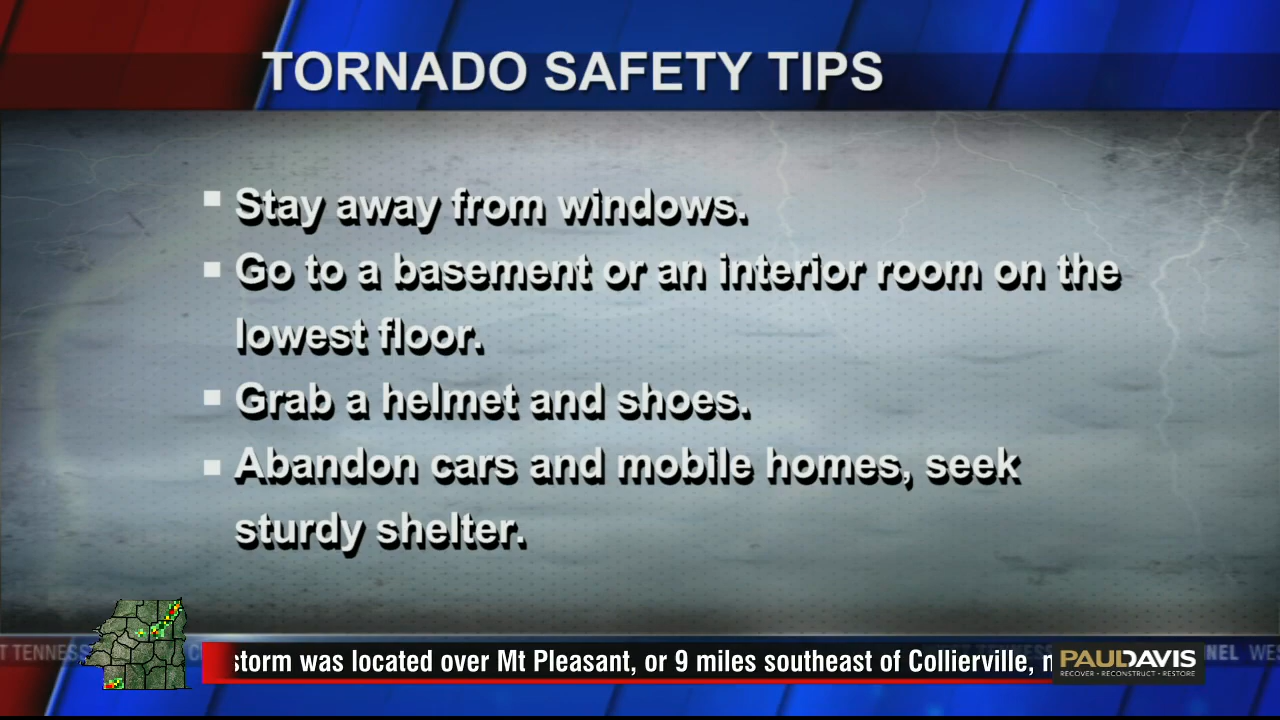 TORNADO SAFETY TIPS
Stay away from windows.
Go to a basement or an interior room on the
lowest floor.
Grab a helmet and shoes.
Abandon cars and mobile homes, seek
sturdy shelter.
storm was located over Mt Pleasant, or 9 miles southeast of Collierville,
PAUL DAVIS
RECOVER • RECONSTRUCT • RESTORE